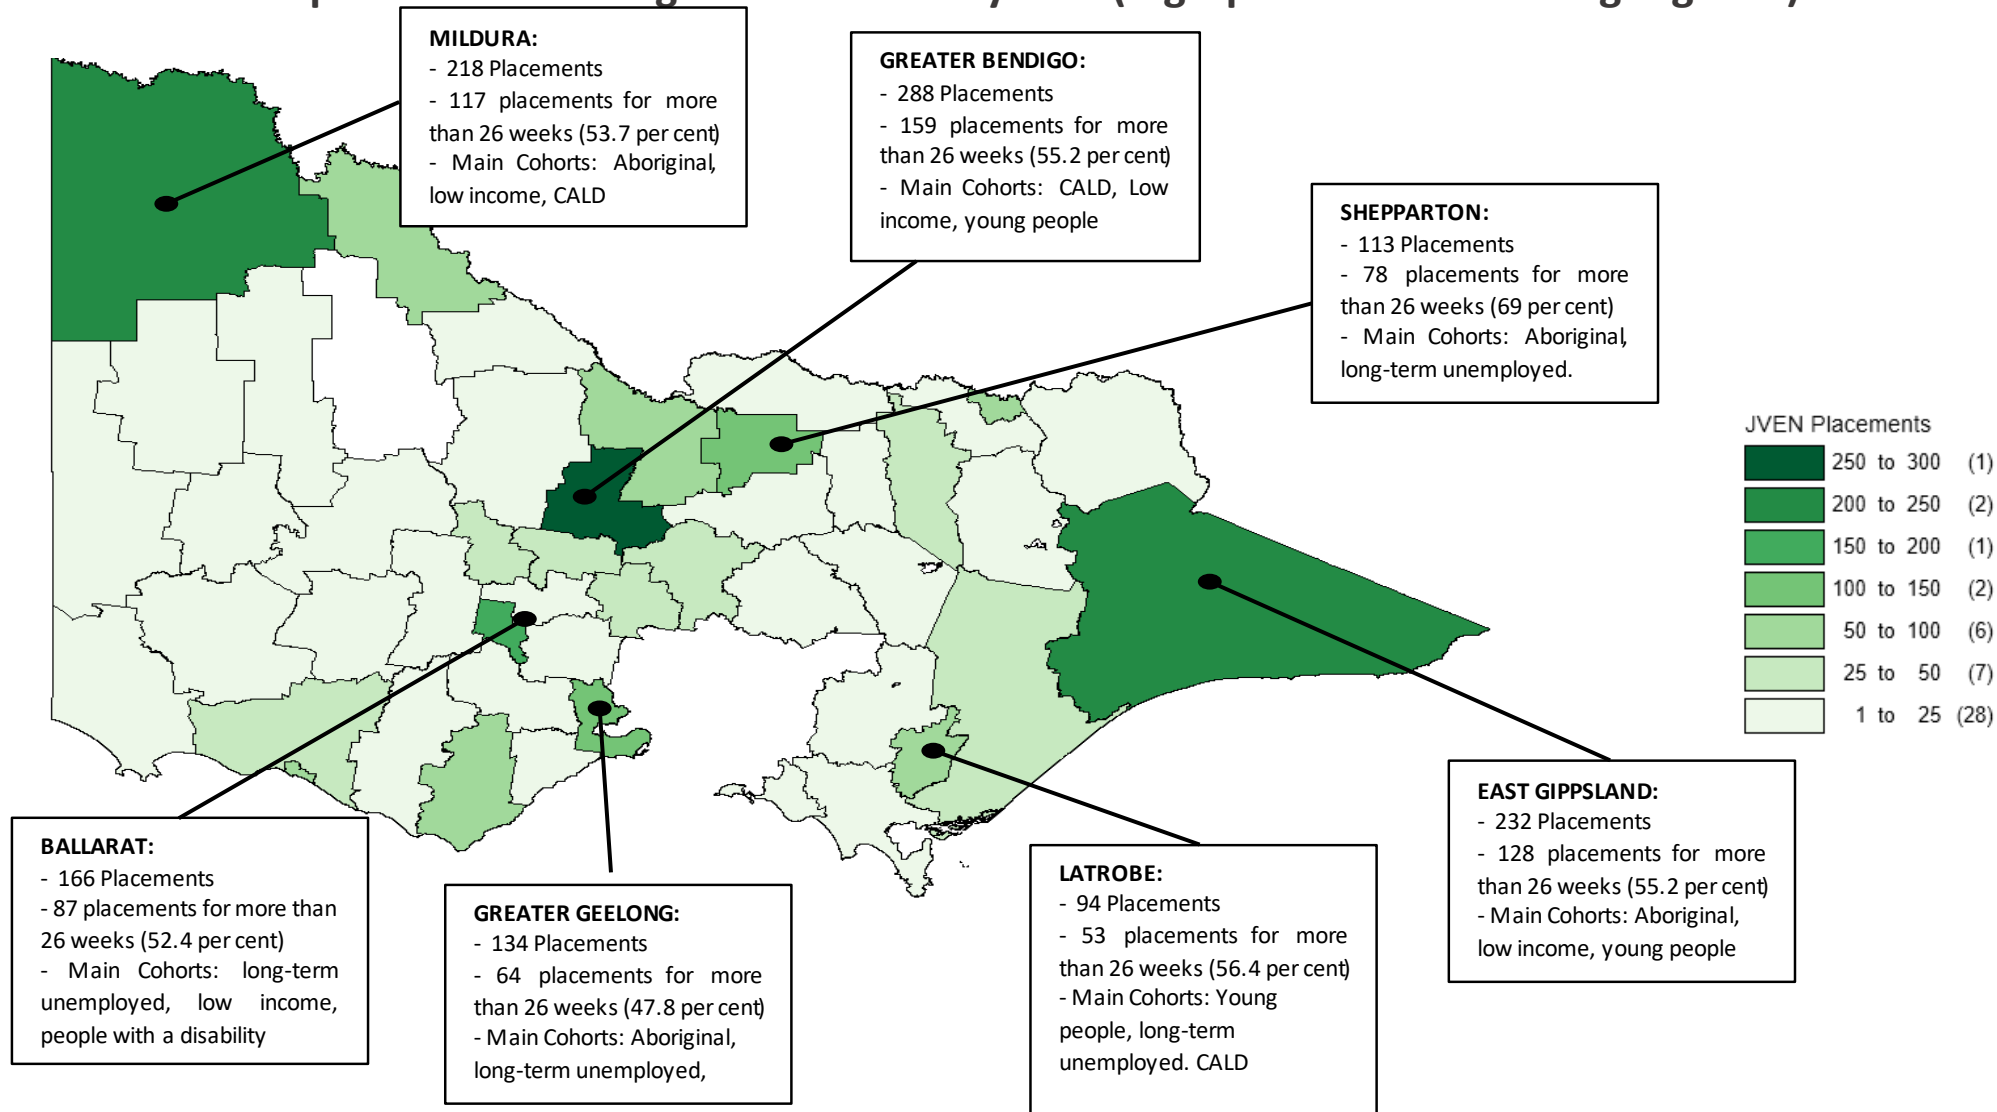 MILDURA:
- 218 Placements
- 117 placements for more
than 26 weeks (53.7 per cent)
- Main Cohorts: Aboriginal,
low income, CALD
GREATER BENDIGO:
- 288 Placements
- 159 placements for more
than 26 weeks (55.2 per cent)
- Main Cohorts: CALD, Low
income, young people
SHEPPARTON:
- 113 Placements
- 78 placements for more
than 26 weeks (69 per cent)
- Main Cohorts: Aboriginal,
long-term unemployed.
JVEN Placements
250 to 300 (1)
200 to 250 (2)
150 to 200 (1)
100 to 150 (2)
50 to 100 (6)
25 to 50 (7)
1 to 25 (28)
BALLARAT:
- 166 Placements
- 87 placements for more than
26 weeks (52.4 per cent)
- Main Cohorts: long-term
unemployed, low income,
people with a disability
GREATER GEELONG:
- 134 Placements
- 64 placements for more
than 26 weeks (47.8 per cent)
- Main Cohorts: Aboriginal,
long-term unemployed,
LATROBE:
- 94 Placements
- 53 placements for more
than 26 weeks (56.4 per cent)
- Main Cohorts: Young
people, long-term
unemployed. CALD
EAST GIPPSLAND:
- 232 Placements
- 128 placements for more
than 26 weeks (55.2 per cent)
- Main Cohorts: Aboriginal,
low income, young people